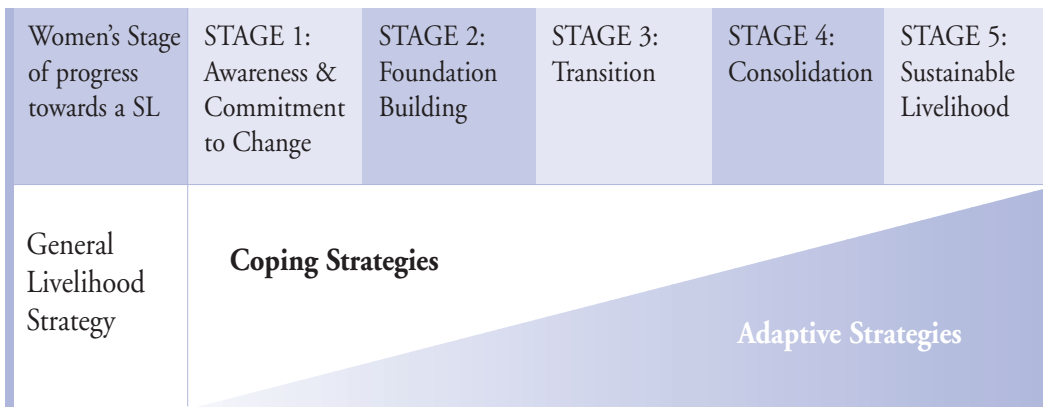 Women’s Stage
of progress
towards a SL
STAGE 1:
Awareness &
Commitment
to Change
STAGE 2:
Foundation
Building
STAGE 3:
Transition
STAGE 4:
Consolidation
STAGE 5:
Sustainable
Livelihood
General
Livelihood
Strategy
Coping Strategies
Adaptive Strategies